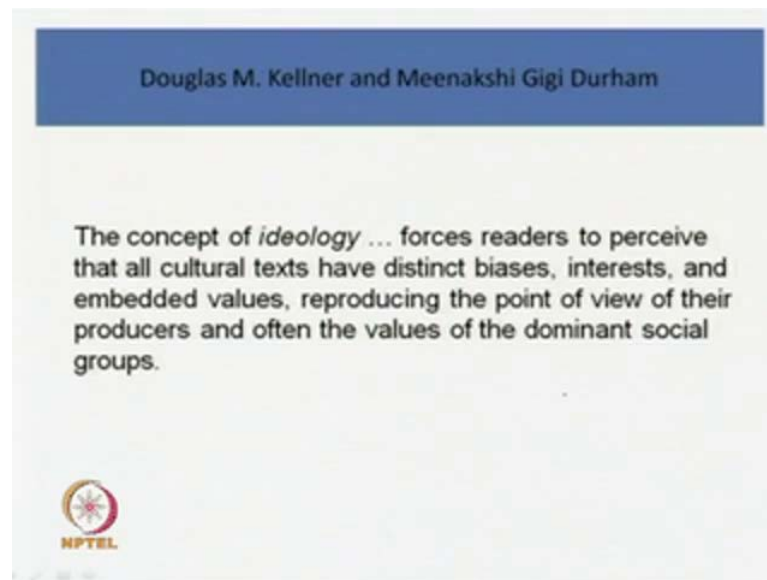 Douglas M. Kellner and Meenakshi Gigi Durham
The concept of ideology ... forces readers to perceive
that all cultural texts have distinct biases, interests, and
embedded values, reproducing the point of view of their
producers and often the values of the dominant social
groups.
NPTEL